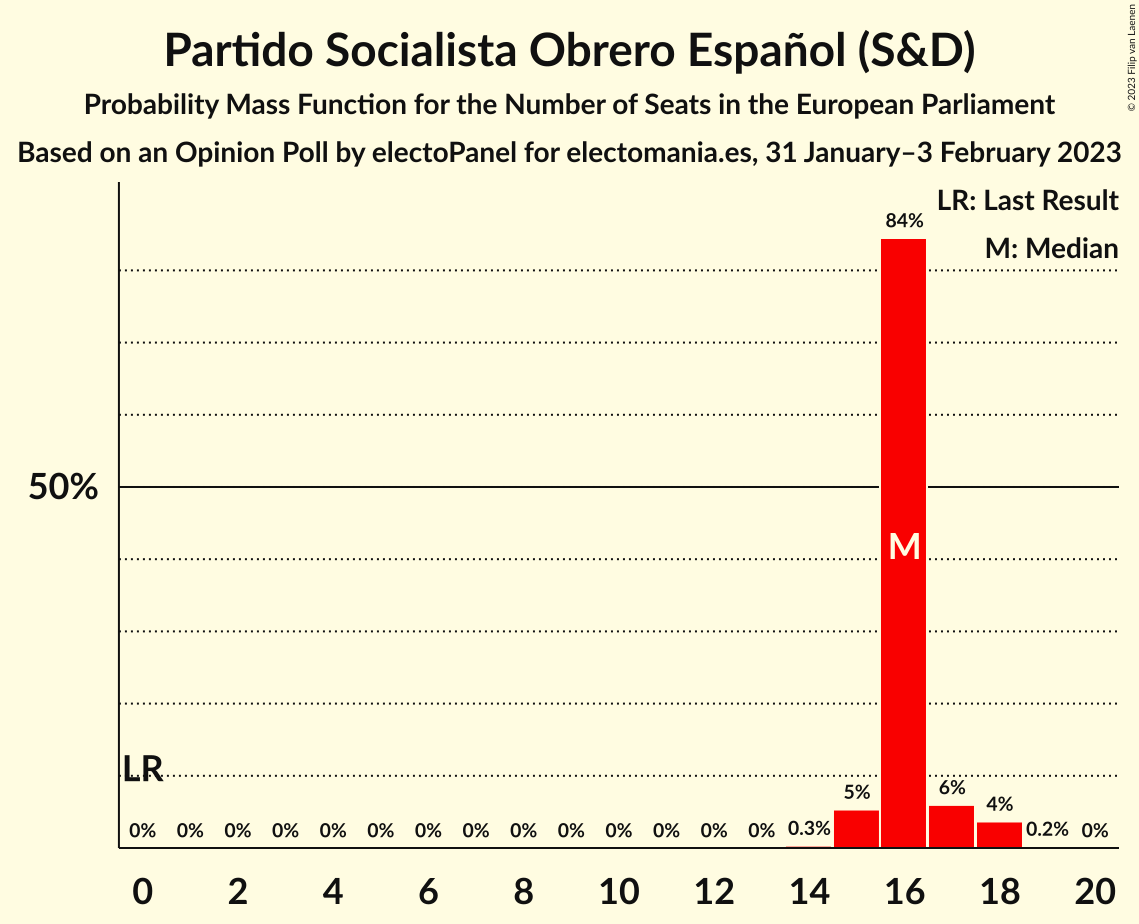 Partido Socialista Obrero Español (S&D)
Probability Mass Function for the Number of Seats in the European Parliament
Based on an Opinion Poll by electoPanel for electomania.es, 31 January–3 February 2023
© 2023 Filip van Laenen
LR: Last Result
M: Median
84%
50%
M
LR
0% 0% 0% 0% 0% 0% 0% 0% 0% 0% 0% 0% 0% 0% 0.3% 5% 6% 4% 0.2% 0%
0 2 4 6 8 10 12 14 16 18 20